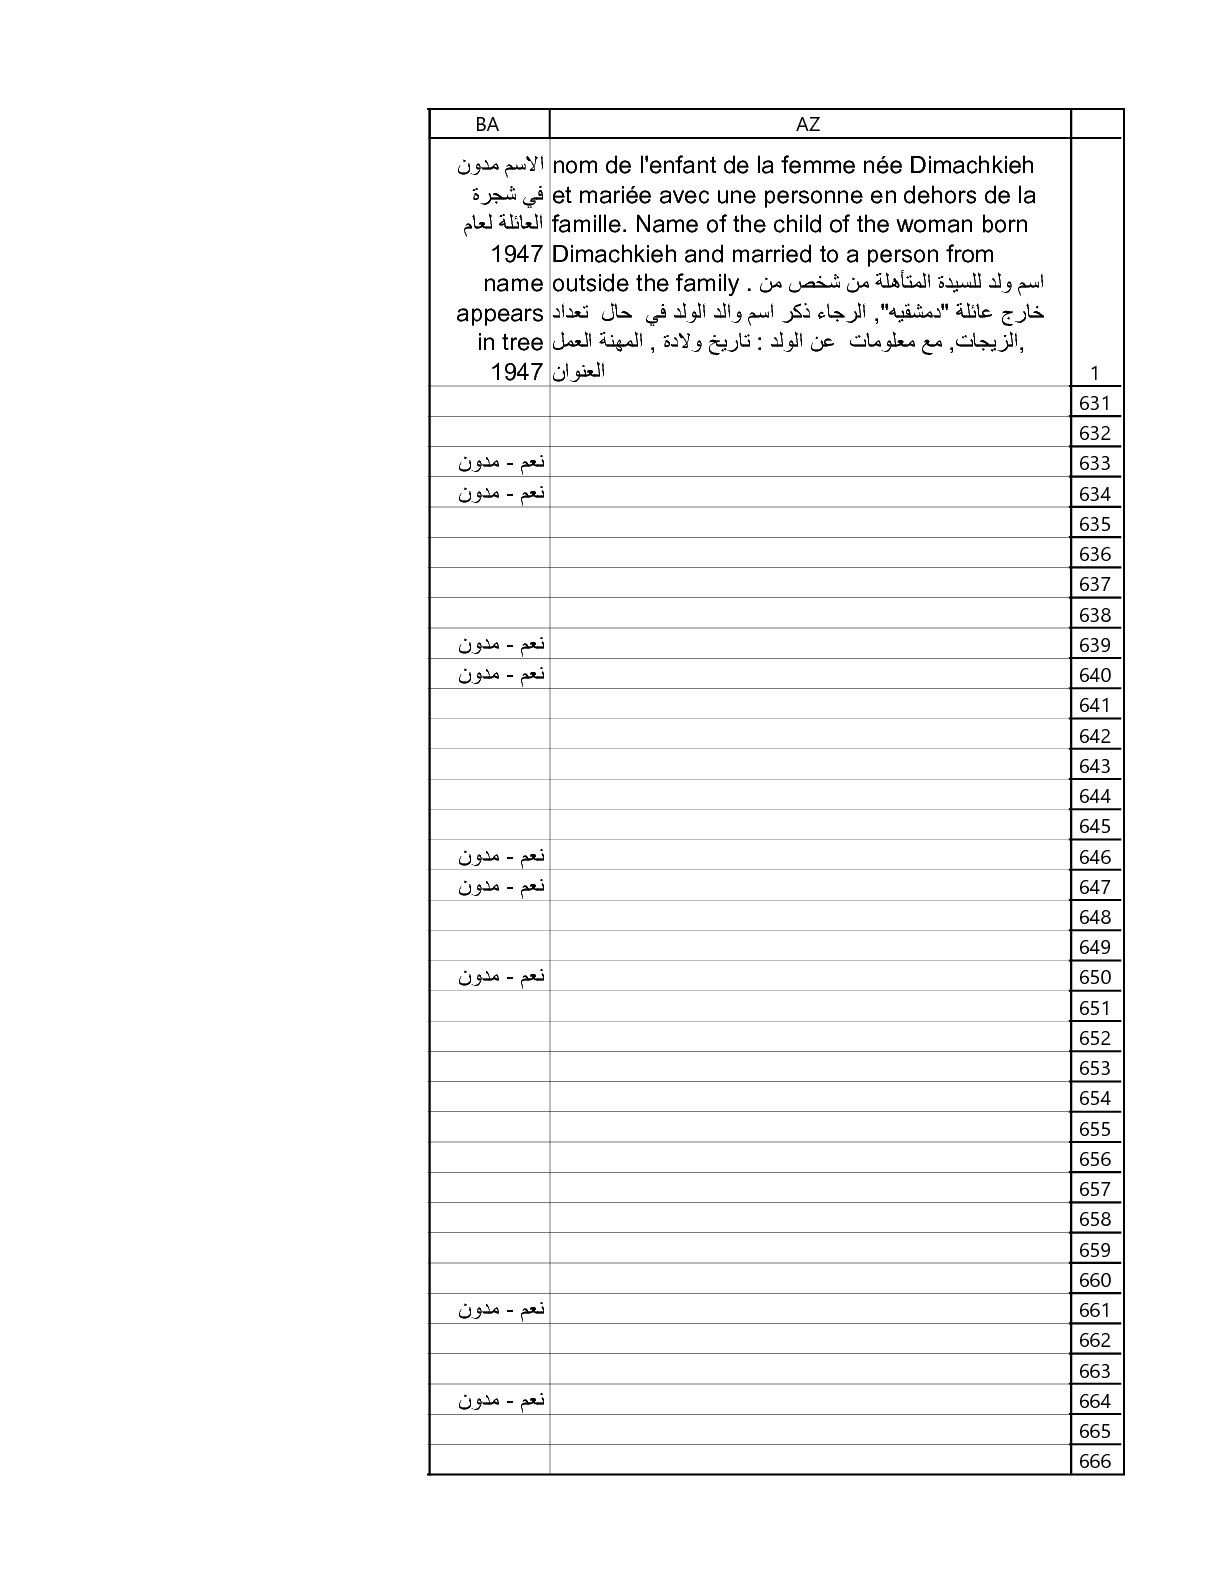 BA AZ
الاسم مدون
في شجرة
العائلة لعام
1947
name
appears
in tree
1947
nom de l'enfant de la femme née Dimachkieh
et mariée avec une personne en dehors de la
famille. Name of the child of the woman born
Dimachkieh and married to a person from
outside the family . اسم ولد للسيدة المتأهلة من شخص من
خارج عائلة "دمشقيه", الرجاء ذكر اسم والد الولد في حال تعداد
الزيجات, مع معلومات عن الولد : تاريخ ولادة , المهنة العمل,
العنوان
1
631
632
نعم - مدون 633
نعم - مدون 634
635
636
637
638
نعم - مدون 639
نعم - مدون 640
641
642
643
644
645
نعم - مدون 646
نعم - مدون 647
648
649
نعم - مدون 650
651
652
653
654
655
656
657
658
659
660
نعم - مدون 661
662
663
نعم - مدون 664
665
666